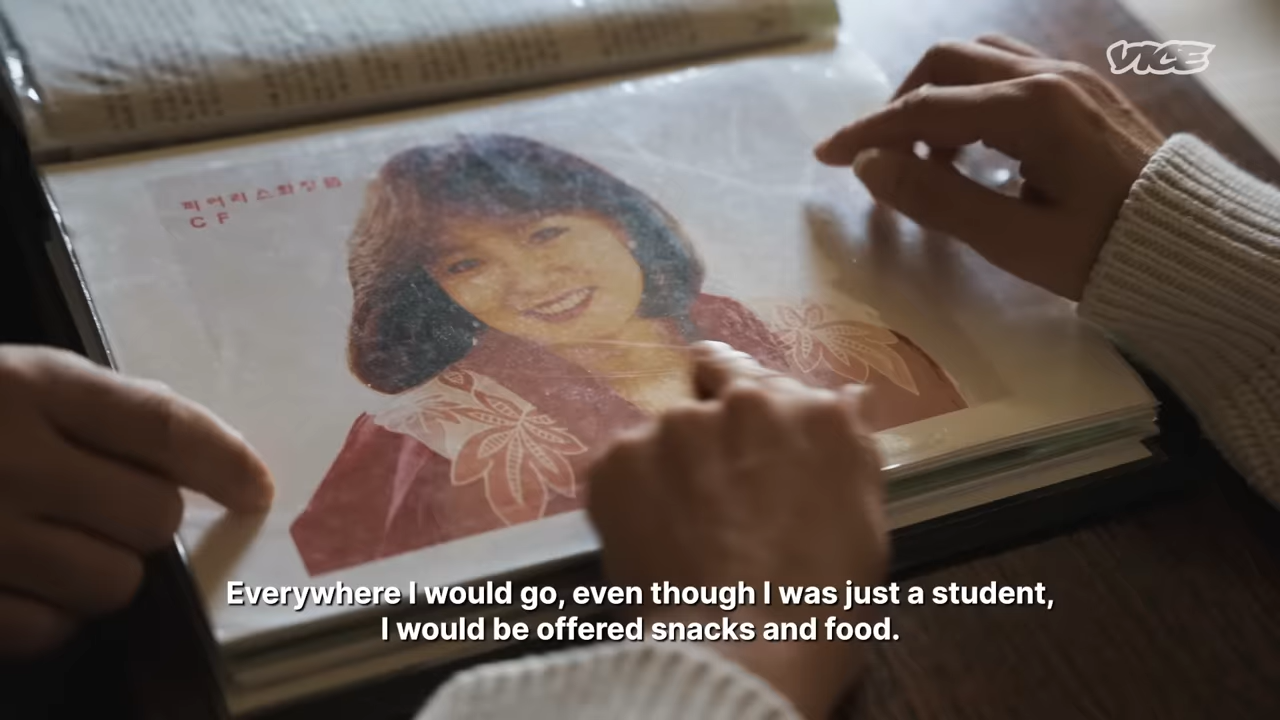 VICE
피어리스화장품
C F
Everywhere I would go, even though I was just a student,
I would be offered snacks and food.